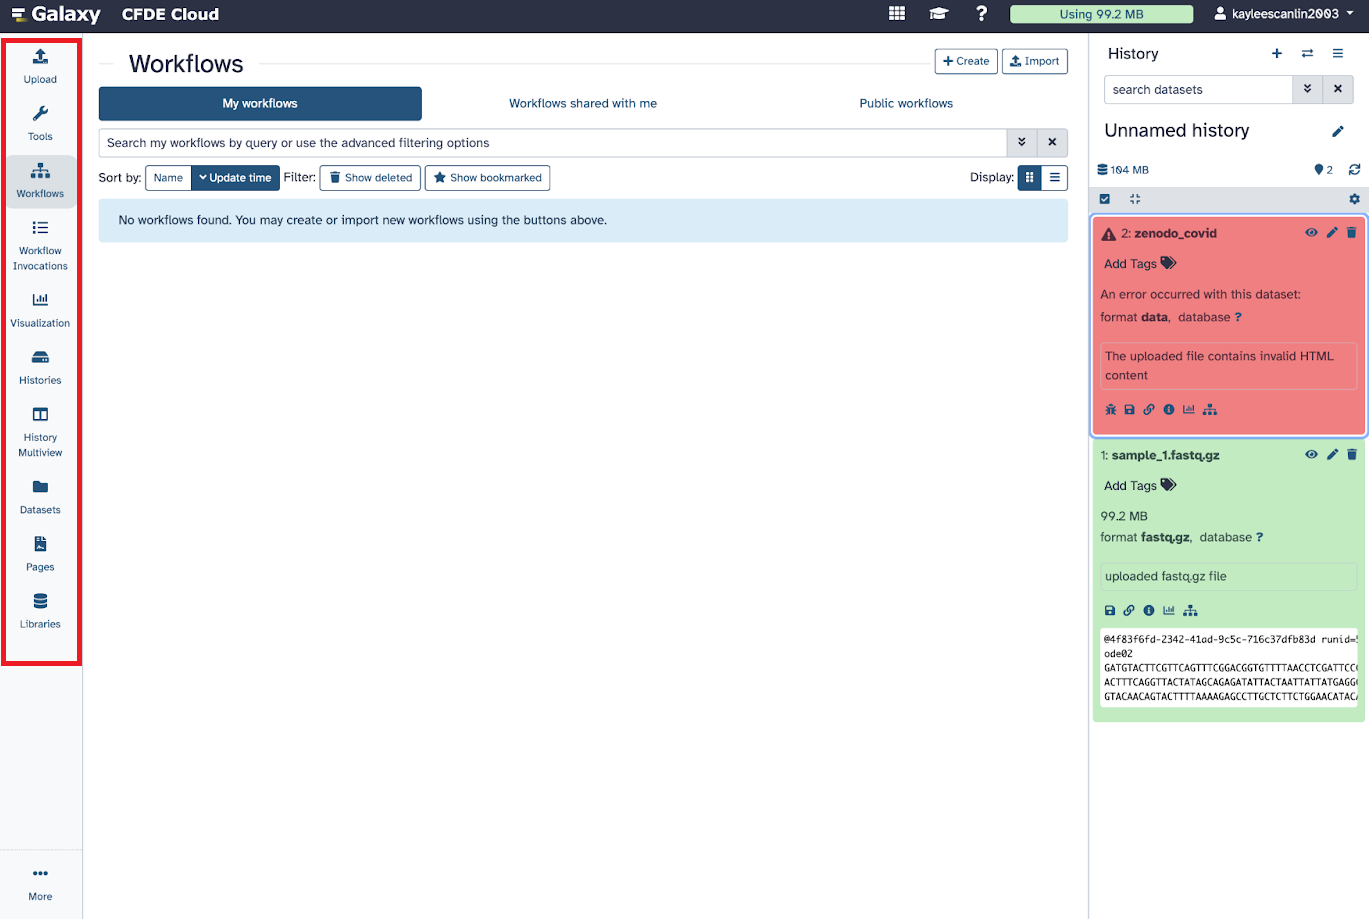 Galaxy CFDE Cloud
Using 99.2 MB
kayleescanlin2003
Upload
Tools
Workflows
Workflow
Invocations
Visualization
Histories
History
Multiview
Datasets
Pages
Libraries
More
Workflows
Create
Import
My workflows
Workflows shared with me
Public workflows
Search my workflows by query or use the advanced filtering options
Sort by: Name Update time Filter: Show deleted Show bookmarked
Display:
No workflows found. You may create or import new workflows using the buttons above.
History
search datasets
Unnamed history
104 MB
2
2: zenodo_covid
Add Tags
An error occurred with this dataset:
format data, database ?
The uploaded file contains invalid HTML
content
1: sample_1.fastq.gz
Add Tags
99.2 MB
format fastq.gz, database ?
uploaded fastq.gz file
@4f83f6fd-2342-41ad-9c5c-716c37dfb83d runid=
ode02
GATGTACTTCGTTCAGTTTCGGACGGTGTTTTAACCTCGATTCC
ACTTTCAGGTTACTATAGCAGAGATATTACTAATTATTATGAGG
GTACAACAGTACTTTTAAAAGAGCCTTGCTCTTCTGGAACATAC